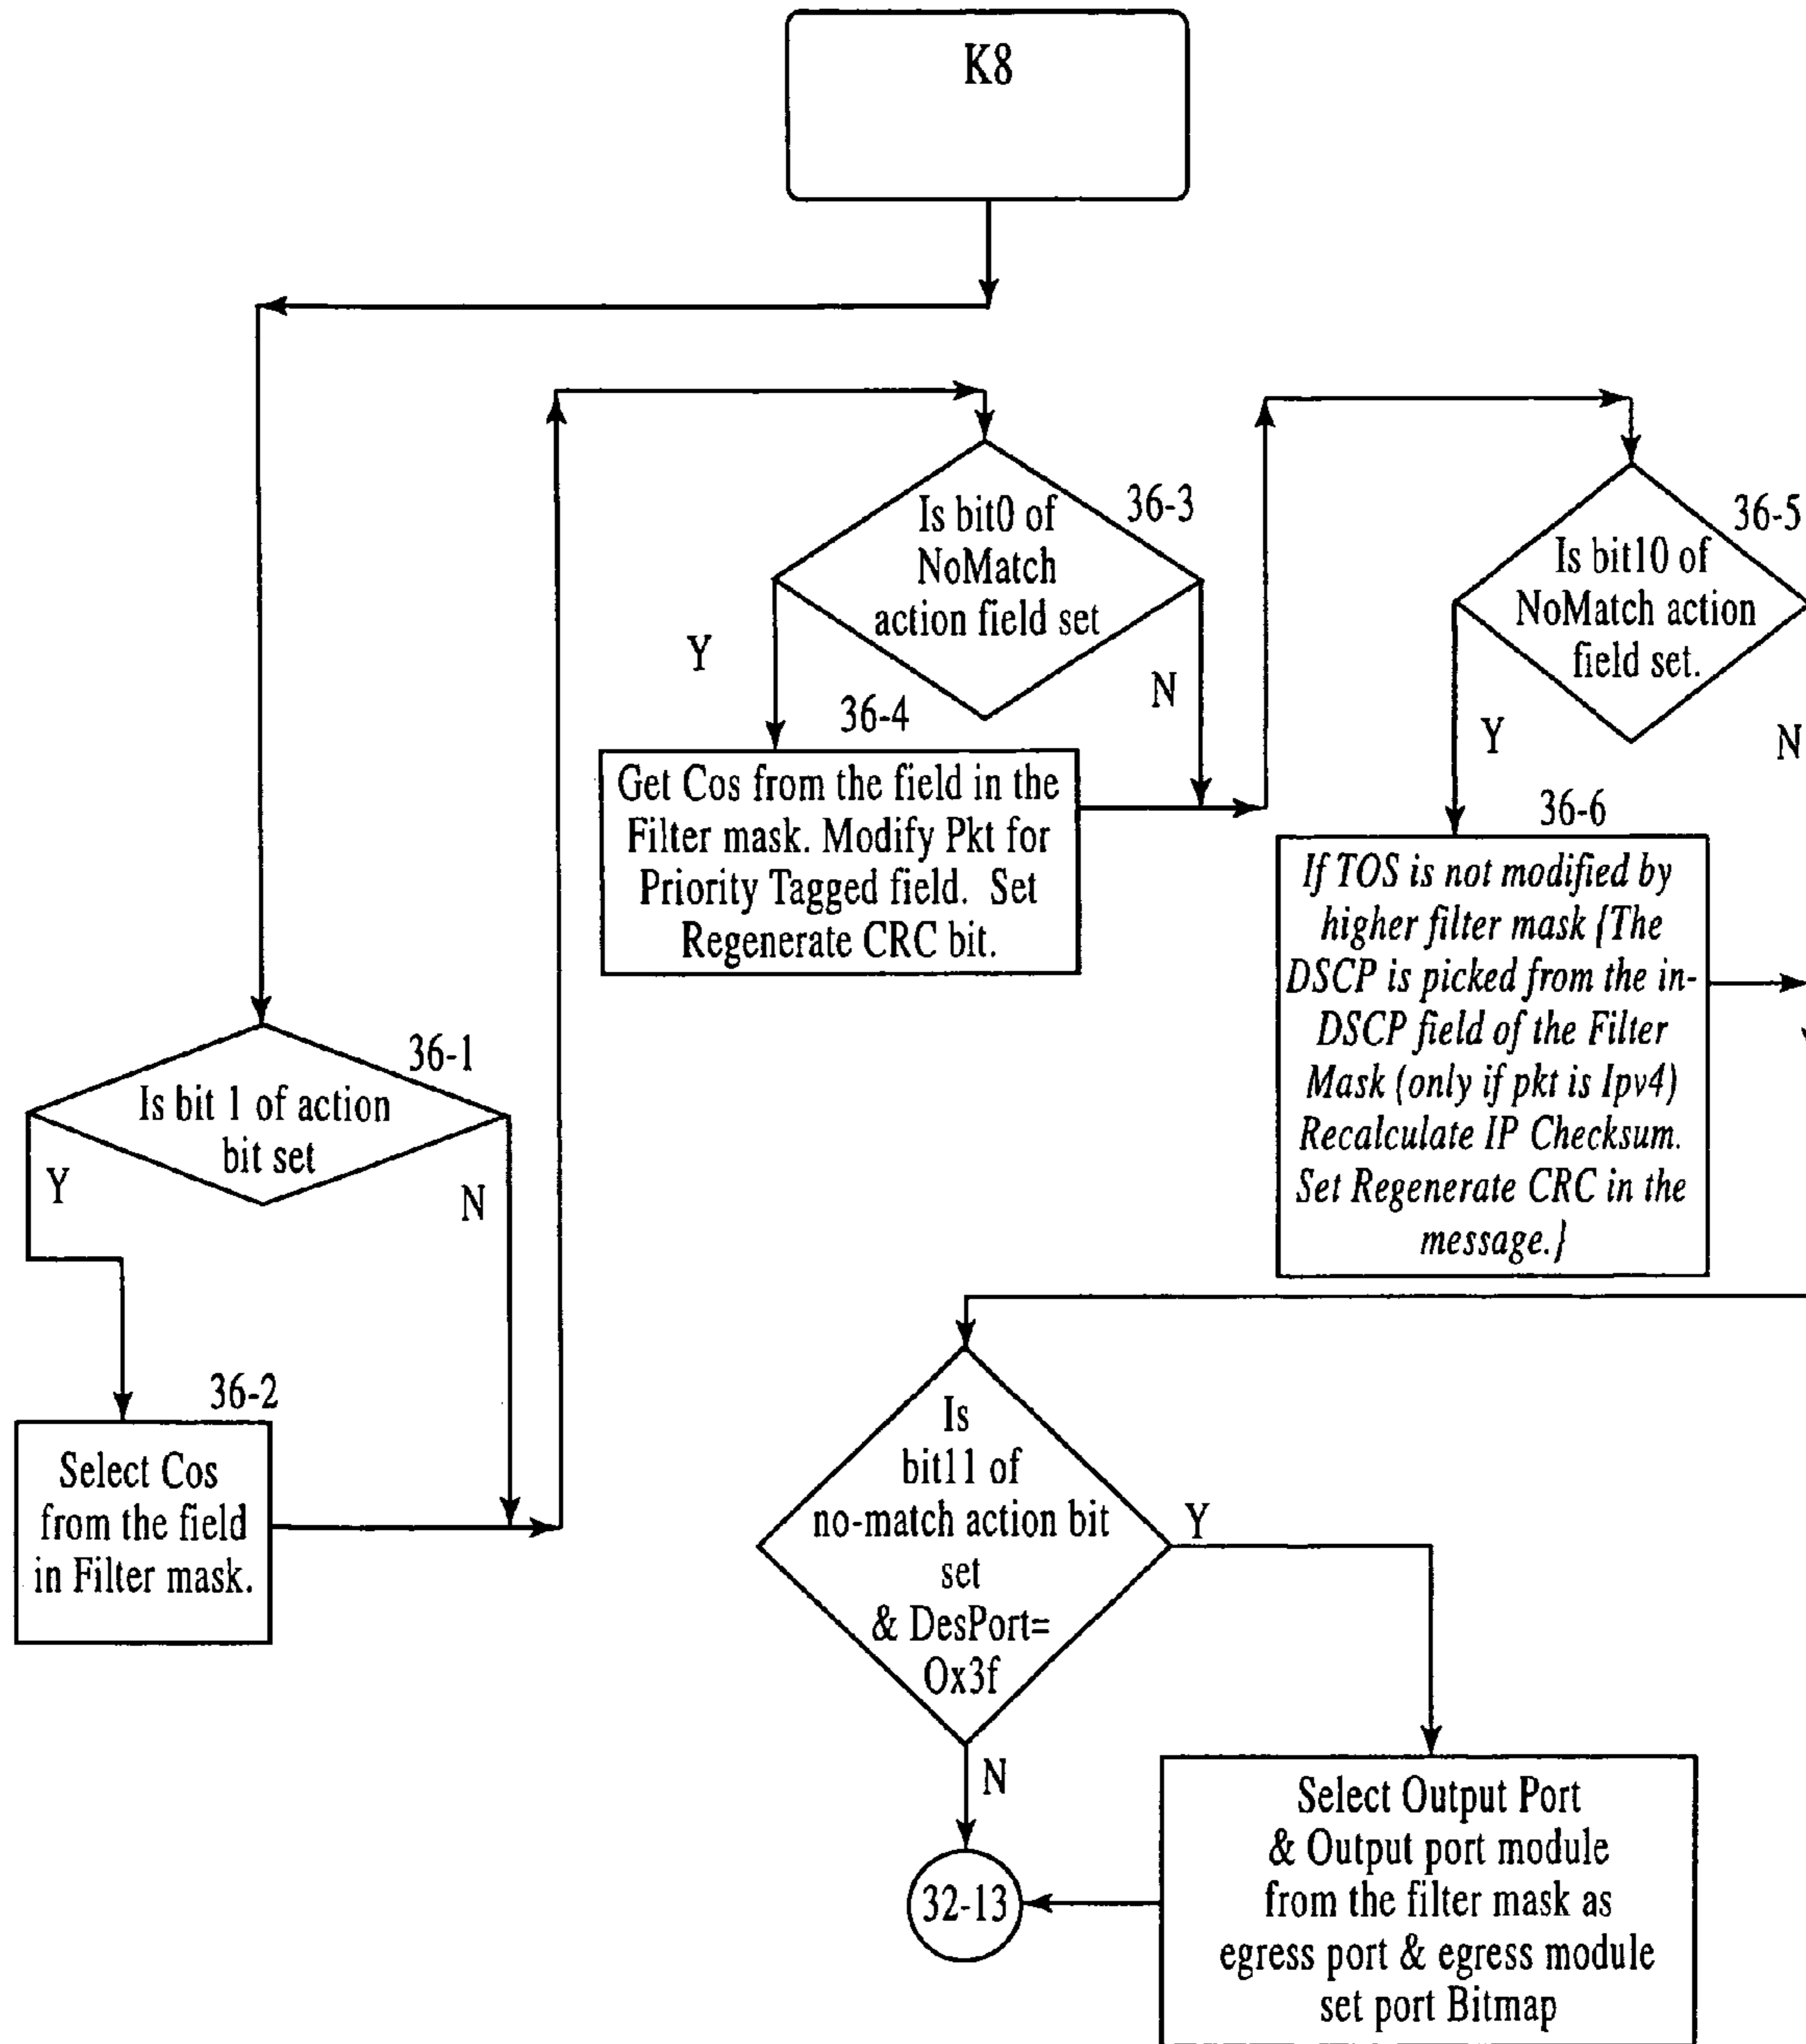 K8
36-3
Is bit0 of
NoMatch
action field set
Y
N
36-4
Get Cos from the field in the
Filter mask. Modify Pkt for
Priority Tagged field. Set
Regenerate CRC bit.
36-5
Is bit10 of
NoMatch action
field set.
Y
N
36-6
If TOS is not modified by
higher filter mask {The
DSCP is picked from the in-
DSCP field of the Filter
Mask (only if pkt is Ipv4)
Recalculate IP Checksum.
Set Regenerate CRC in the
message.}
36-1
Is bit 1 of action
bit set
Y
N
36-2
Select Cos
from the field
in Filter mask.
Is
bit11 of
no-match action bit
set
& DesPort=
Ox3f
Y
N
32-13
Select Output Port
& Output port module
from the filter mask as
egress port & egress module
set port Bitmap